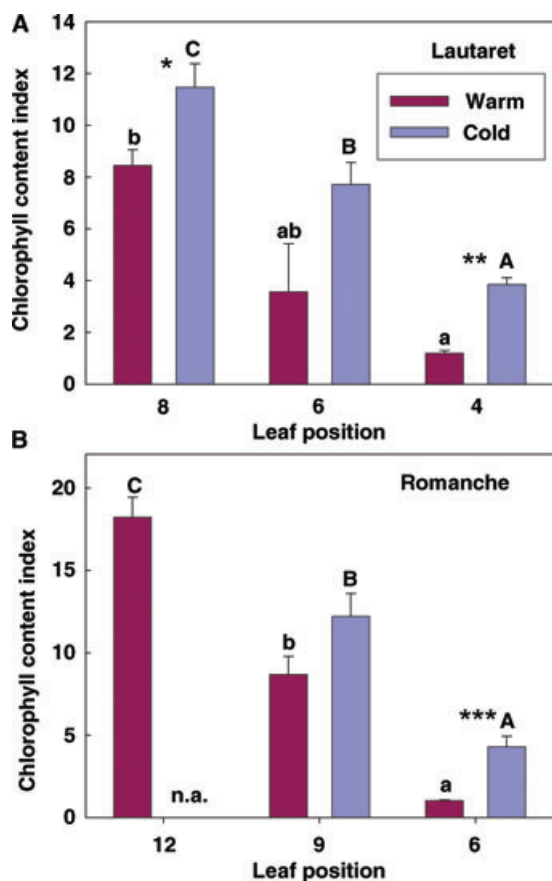 A
Lautaret
Warm
Cold
Chlorophyll content index
14
12
10
8
6
4
2
0
b
*
C
ab
B
a
**
A
8 6 4
Leaf position
B
Romanche
Chlorophyll content index
20
15
10
5
0
C
n.a.
b
B
a
***
A
12 9 6
Leaf position